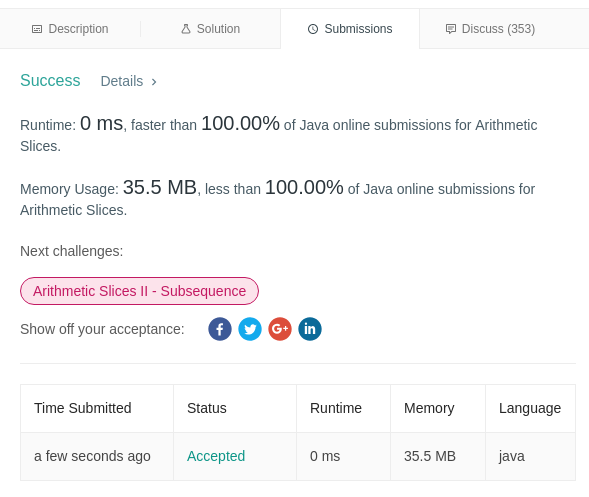 Description
Solution
Submissions
Discuss (353)
Success
Details ›
Runtime: 0 ms, faster than 100.00% of Java online submissions for Arithmetic
Slices.
Memory Usage: 35.5 MB, less than 100.00% of Java online submissions for
Arithmetic Slices.
Next challenges:
Arithmetic Slices II - Subsequence
Show off your acceptance: f G+ in
Time Submitted Status Runtime Memory Language
a few seconds ago Accepted 0 ms 35.5 MB java